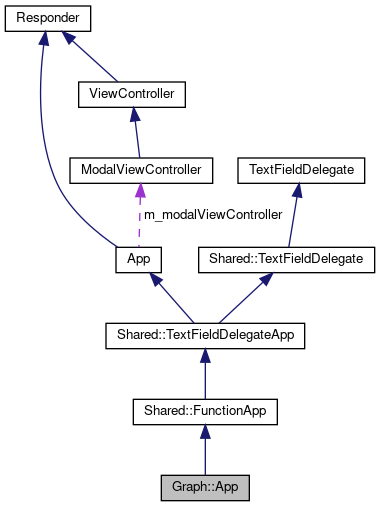 Responder
ViewController
ModalViewController
TextFieldDelegate
m_modalViewController
App
Shared::TextFieldDelegate
Shared::TextFieldDelegateApp
Shared::FunctionApp
Graph::App